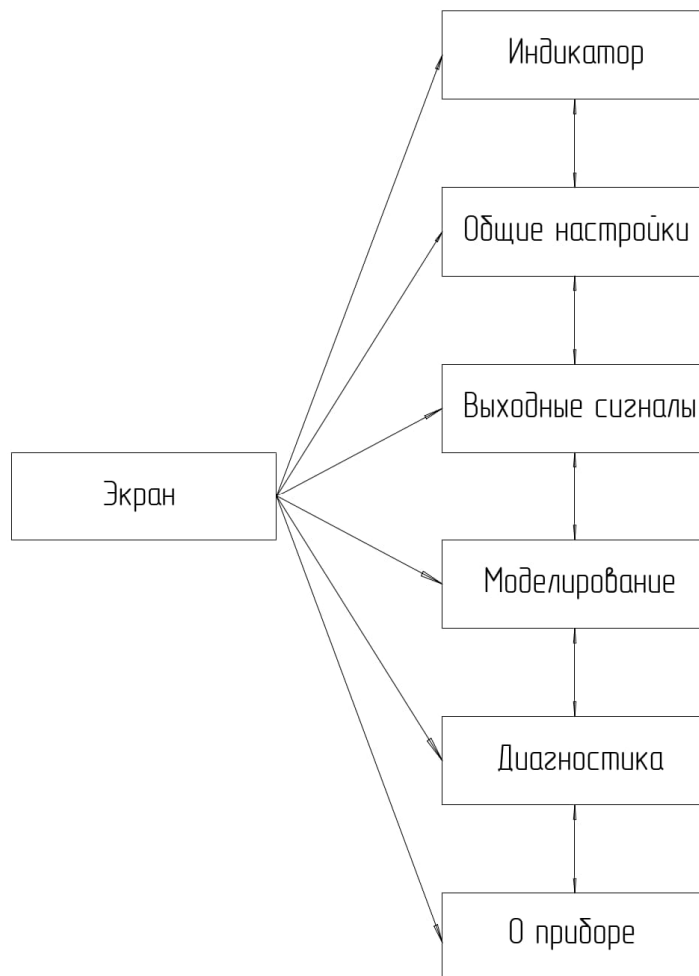 Индикатор
Общие настройки
Выходные сигналы
Экран
Моделирование
Диагностика
О приборе